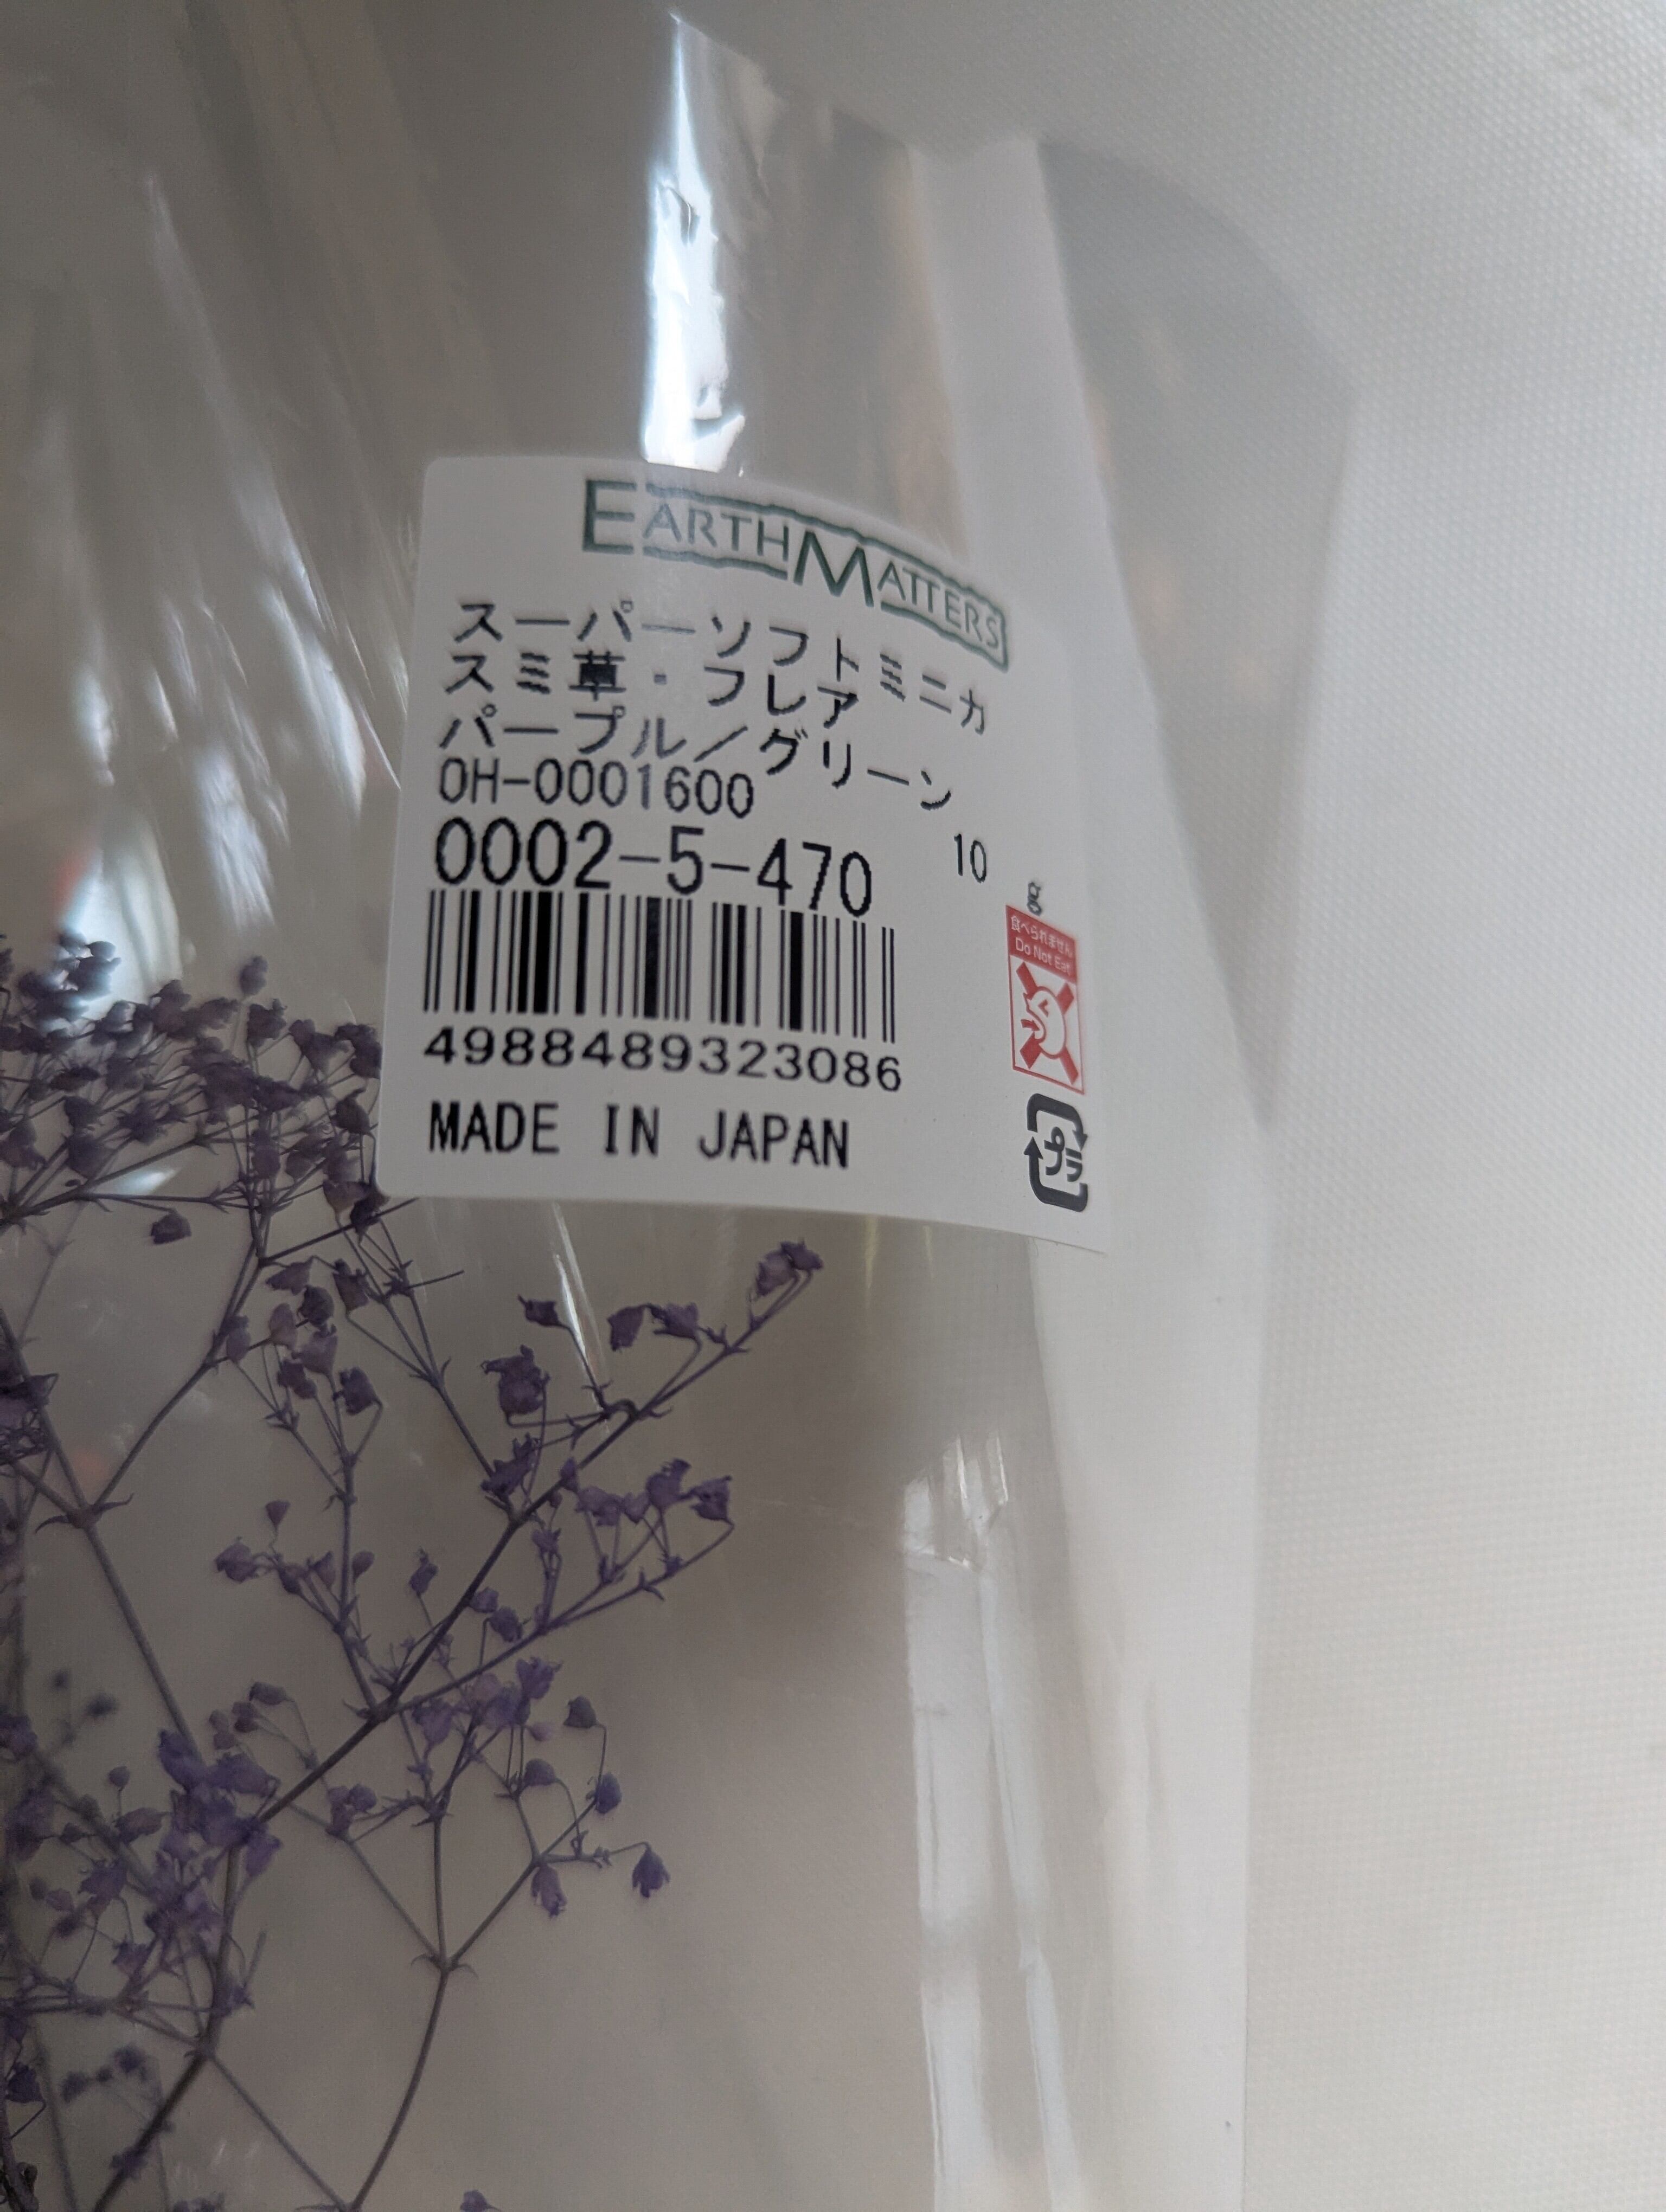 EARTHMATTERS
スーパーソフトミニカ
スミ草・フレア
パープル／グリーン
OH-0001600
10 g
0002-5-470
食べられません
Do Not Eat
4988489323086
プラ
MADE IN JAPAN